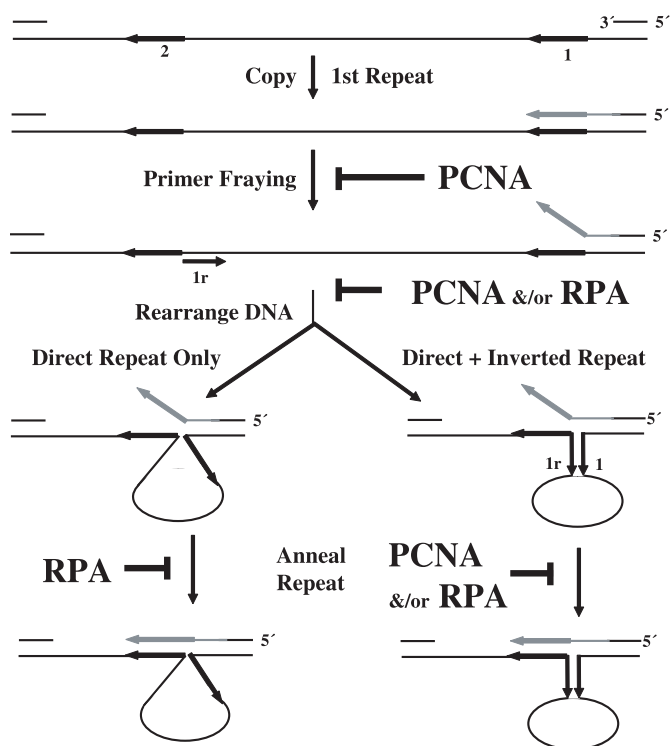 3´ 5´
2 1
Copy 1st Repeat
5´
Primer Fraying PCNA
5´
1r
PCNA &/or RPA
Rearrange DNA
Direct Repeat Only Direct + Inverted Repeat
5´ 5´
1r 1
RPA Anneal Repeat PCNA &/or RPA
5´ 5´